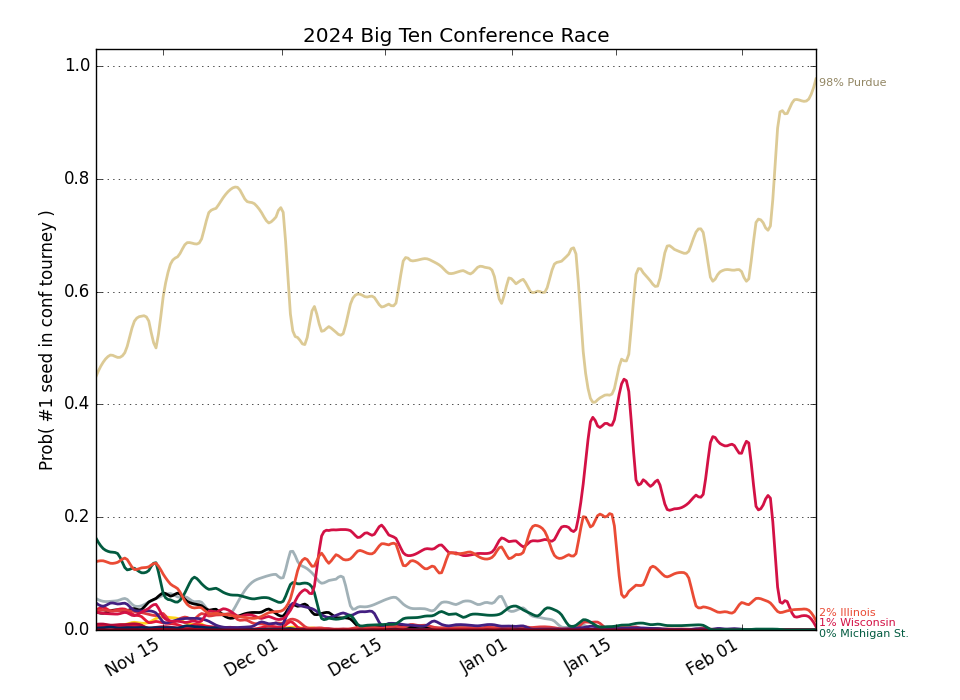 2024 Big Ten Conference Race
1.0
0.8
0.6
0.4
0.2
0.0
Prob( #1 seed in conf tourney )
98% Purdue
2% Illinois
1% Wisconsin
0% Michigan St.
Nov 15
Dec 01
Dec 15
Jan 01
Jan 15
Feb 01